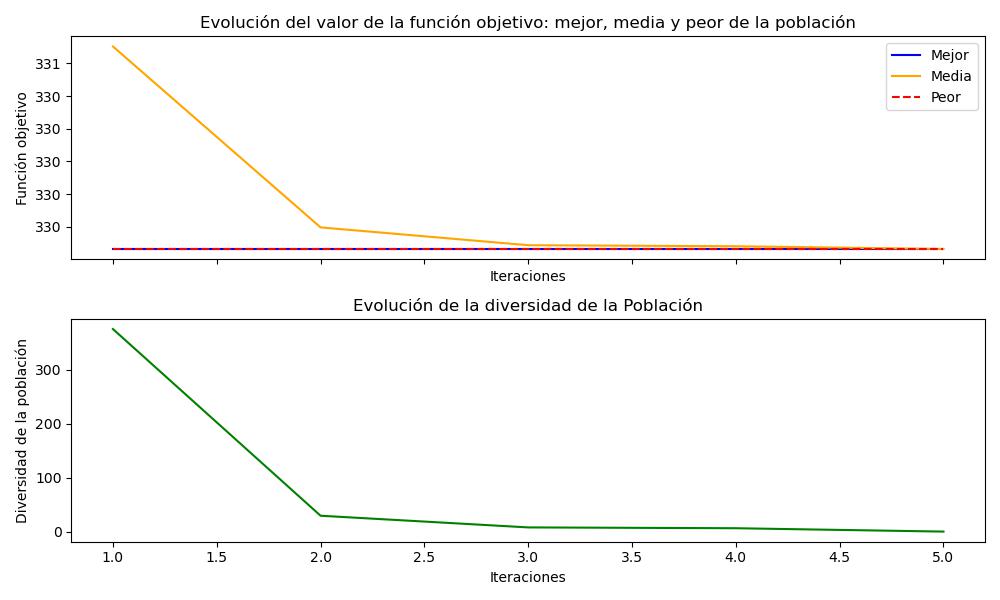 Evolución del valor de la función objetivo: mejor, media y peor de la población
Función objetivo
331
330
330
330
330
330
Mejor
Media
Peor
Iteraciones
Evolución de la diversidad de la Población
Diversidad de la población
300
200
100
0
1.0 1.5 2.0 2.5 3.0 3.5 4.0 4.5 5.0
Iteraciones